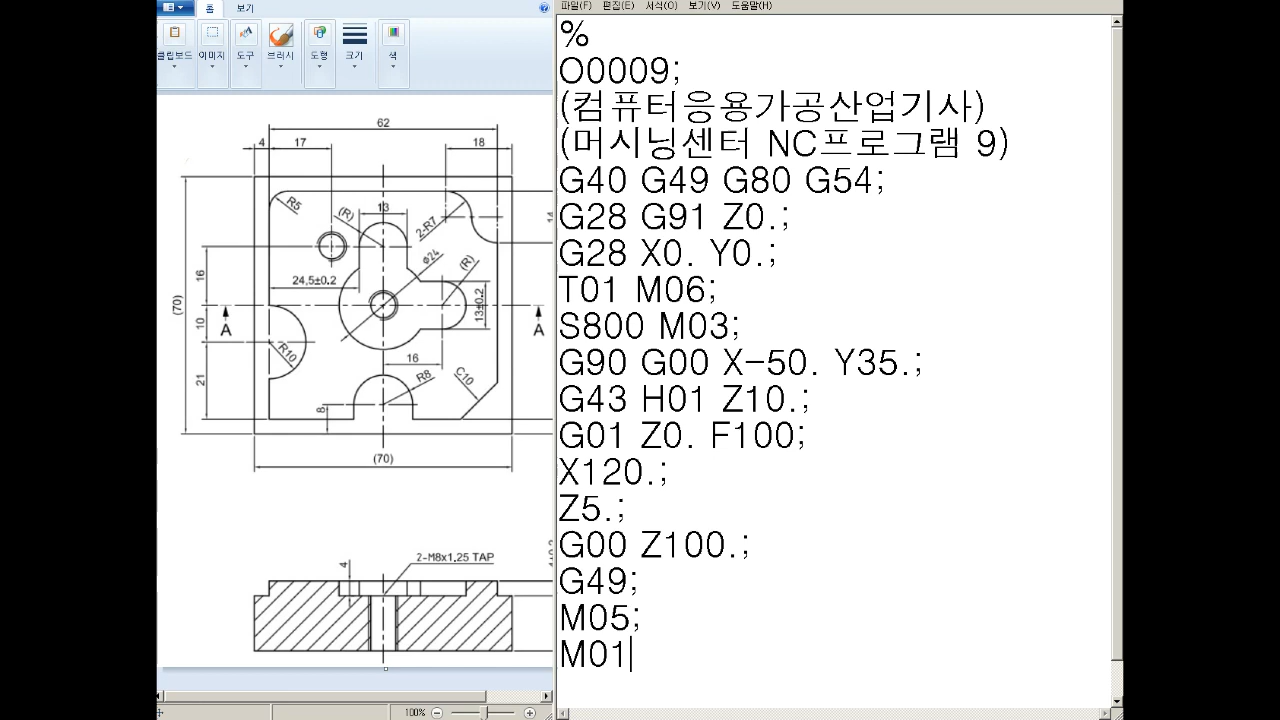 홈
보기
클립보드
이미지
도구
브러시
도형
크기
색
62
4
17
18
R5
(R)
13
2-R7
⌀24
(R)
16
24.5±0.2
13±0.2
(70)
A
A
10
R10
16
R8
C10
21
8
(70)
4
2-M8x1.25 TAP
100%
파일(F) 편집(E) 서식(O) 보기(V) 도움말(H)
%
O0009;
(컴퓨터응용가공산업기사)
(머시닝센터 NC프로그램 9)
G40 G49 G80 G54;
G28 G91 Z0.;
G28 X0. Y0.;
T01 M06;
S800 M03;
G90 G00 X-50. Y35.;
G43 H01 Z10.;
G01 Z0. F100;
X120.;
Z5.;
G00 Z100.;
G49;
M05;
M01